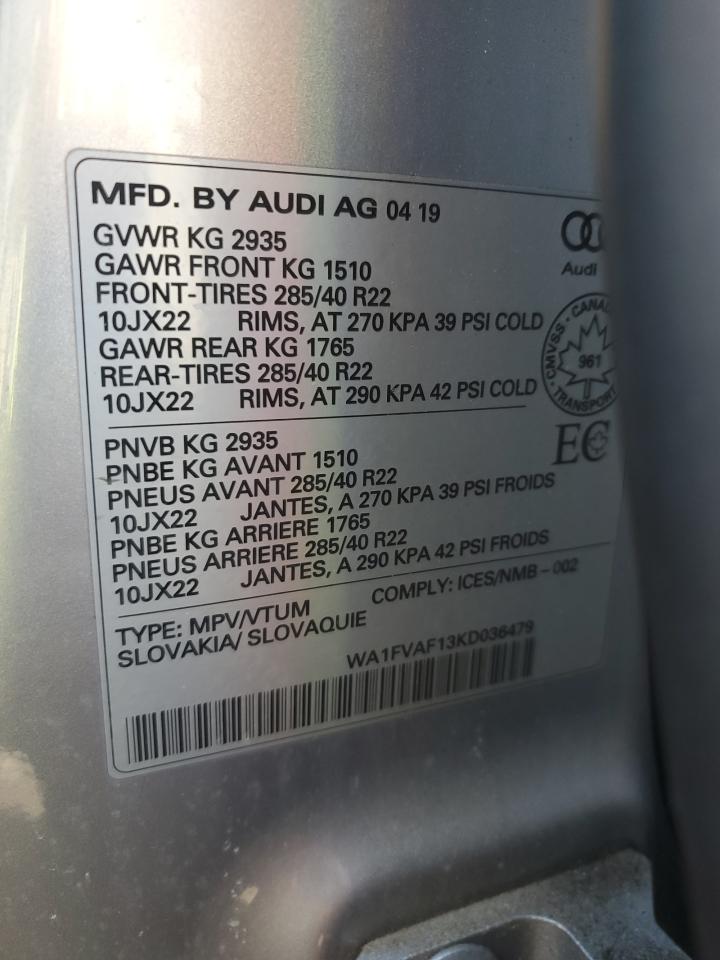 MFD. BY AUDI AG 04 19
GVWR KG 2935
GAWR FRONT KG 1510
FRONT-TIRES 285/40 R22
10JX22 RIMS, AT 270 KPA 39 PSI COLD
GAWR REAR KG 1765
REAR-TIRES 285/40 R22
10JX22 RIMS, AT 290 KPA 42 PSI COLD
Audi
CMVSS · CANADA
961
TRANSPORT
EC
PNVB KG 2935
PNBE KG AVANT 1510
PNEUS AVANT 285/40 R22
10JX22 JANTES, A 270 KPA 39 PSI FROIDS
PNBE KG ARRIERE 1765
PNEUS ARRIERE 285/40 R22
10JX22 JANTES, A 290 KPA 42 PSI FROIDS
TYPE: MPV/VTUM COMPLY: ICES/NMB-002
SLOVAKIA/ SLOVAQUIE
WA1FVAF13KD036479